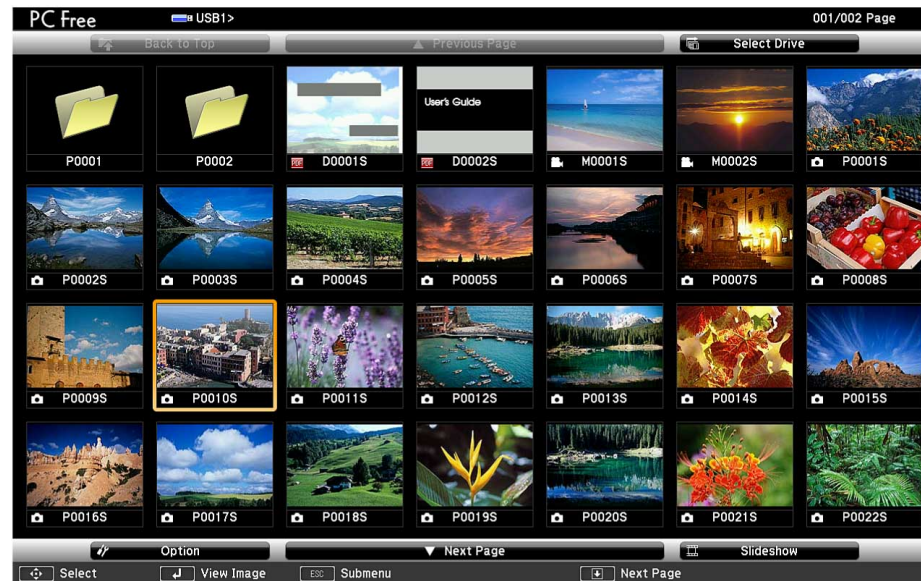 PC Free USB1> 001/002 Page
Back to Top ▲ Previous Page Select Drive
User's Guide
P0001 P0002 PDF D0001S PDF D0002S M0001S M0002S P0001S
P0002S P0003S P0004S P0005S P0006S P0007S P0008S
P0009S P0010S P0011S P0012S P0013S P0014S P0015S
P0016S P0017S P0018S P0019S P0020S P0021S P0022S
Option ▼ Next Page Slideshow
Select View Image ESC Submenu Next Page